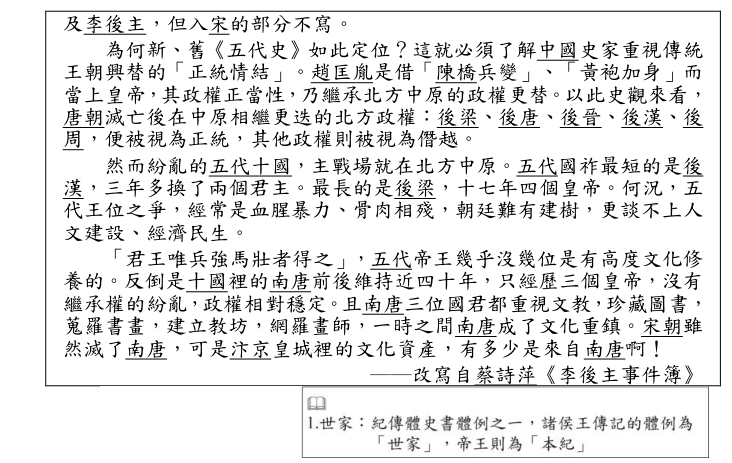 及李後主，但入宋的部分不寫。
為何新、舊《五代史》如此定位？這就必須了解中國史家重視傳統
王朝興替的「正統情結」。趙匡胤是借「陳橋兵變」、「黃袍加身」而
當上皇帝，其政權正當性，乃繼承北方中原的政權更替。以此史觀來看，
唐朝滅亡後在中原相繼更迭的北方政權：後梁、後唐、後晉、後漢、後
周，便被視為正統，其他政權則被視為僭越。
然而紛亂的五代十國，主戰場就在北方中原。五代國祚最短的是後
漢，三年多換了兩個君主。最長的是後梁，十七年四個皇帝。何況，五
代王位之爭，經常是血腥暴力、骨肉相殘，朝廷難有建樹，更談不上人
文建設、經濟民生。
「君王唯兵強馬壯者得之」，五代帝王幾乎沒幾位是有高度文化修
養的。反倒是十國裡的南唐前後維持近四十年，只經歷三個皇帝，沒有
繼承權的紛亂，政權相對穩定。且南唐三位國君都重視文教，珍藏圖書，
蒐羅書畫，建立教坊，網羅畫師，一時之間南唐成了文化重鎮。宋朝雖
然滅了南唐，可是汴京皇城裡的文化資產，有多少是來自南唐啊！
——改寫自蔡詩萍《李後主事件簿》
1.世家：紀傳體史書體例之一，諸侯王傳記的體例為
「世家」，帝王則為「本紀」